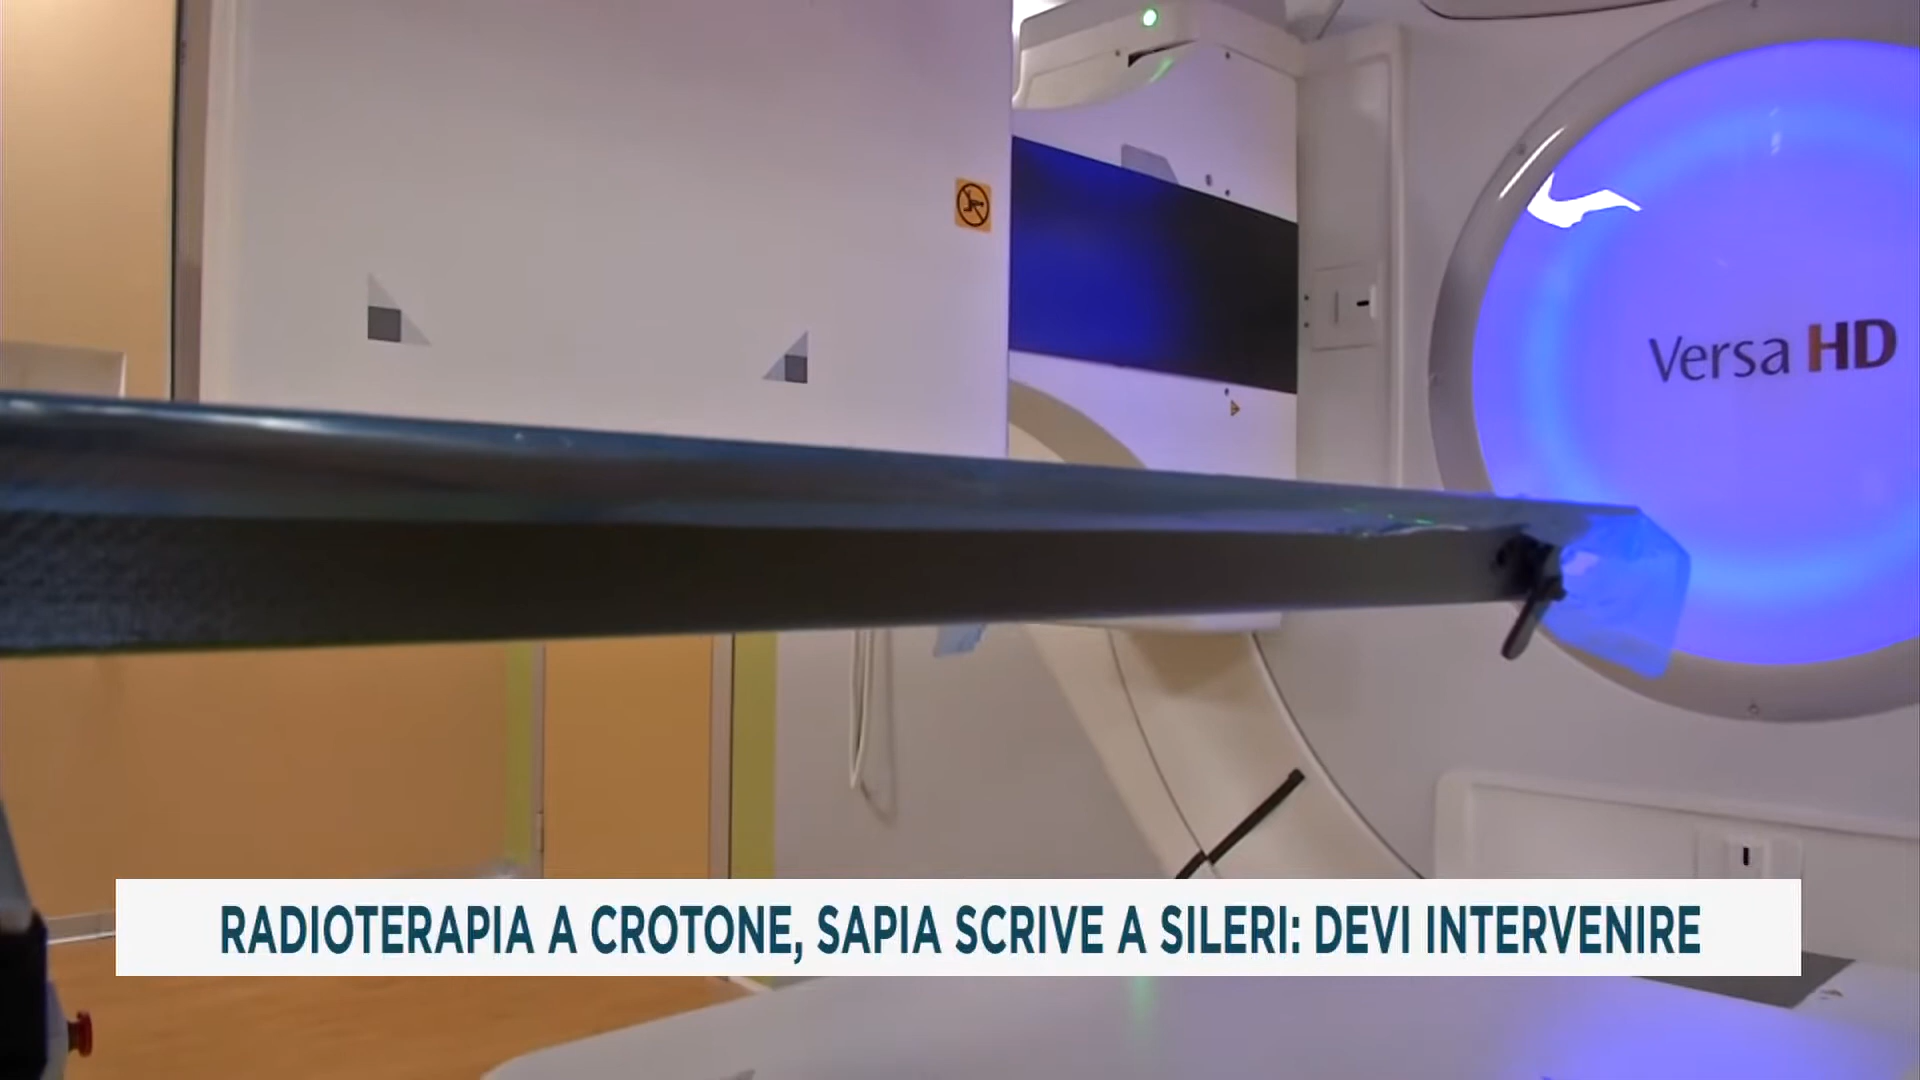 Versa HD
RADIOTERAPIA A CROTONE, SAPIA SCRIVE A SILERI: DEVI INTERVENIRE